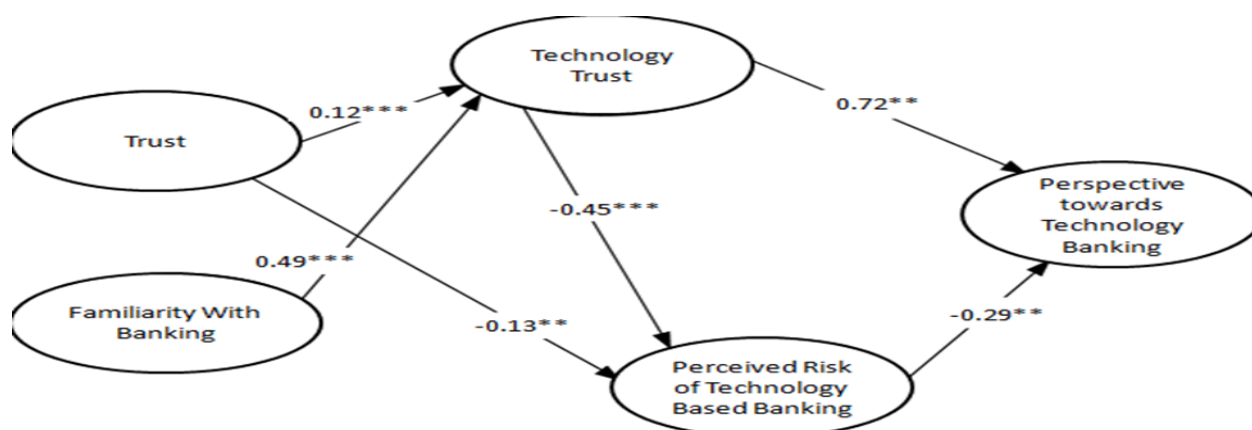 Technology
Trust
0.12***
0.72**
Trust
Perspective
towards
Technology
Banking
-0.45***
0.49***
Familiarity With
Banking
-0.13**
-0.29**
Perceived Risk
of Technology
Based Banking